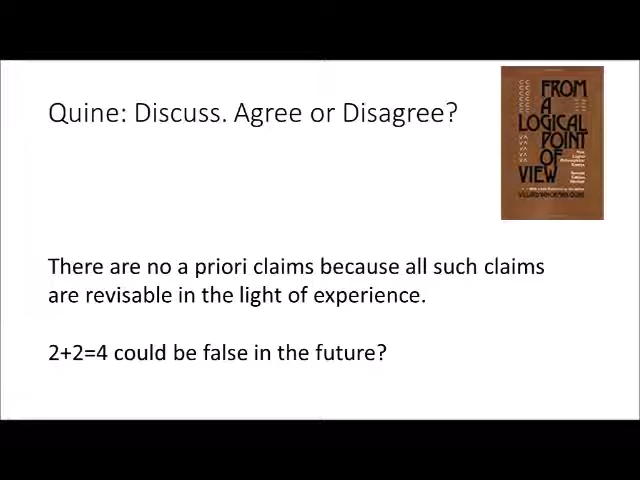 Quine: Discuss. Agree or Disagree?
FROM
A
LOGICAL
POINT
OF
VIEW
There are no a priori claims because all such claims
are revisable in the light of experience.
2+2=4 could be false in the future?